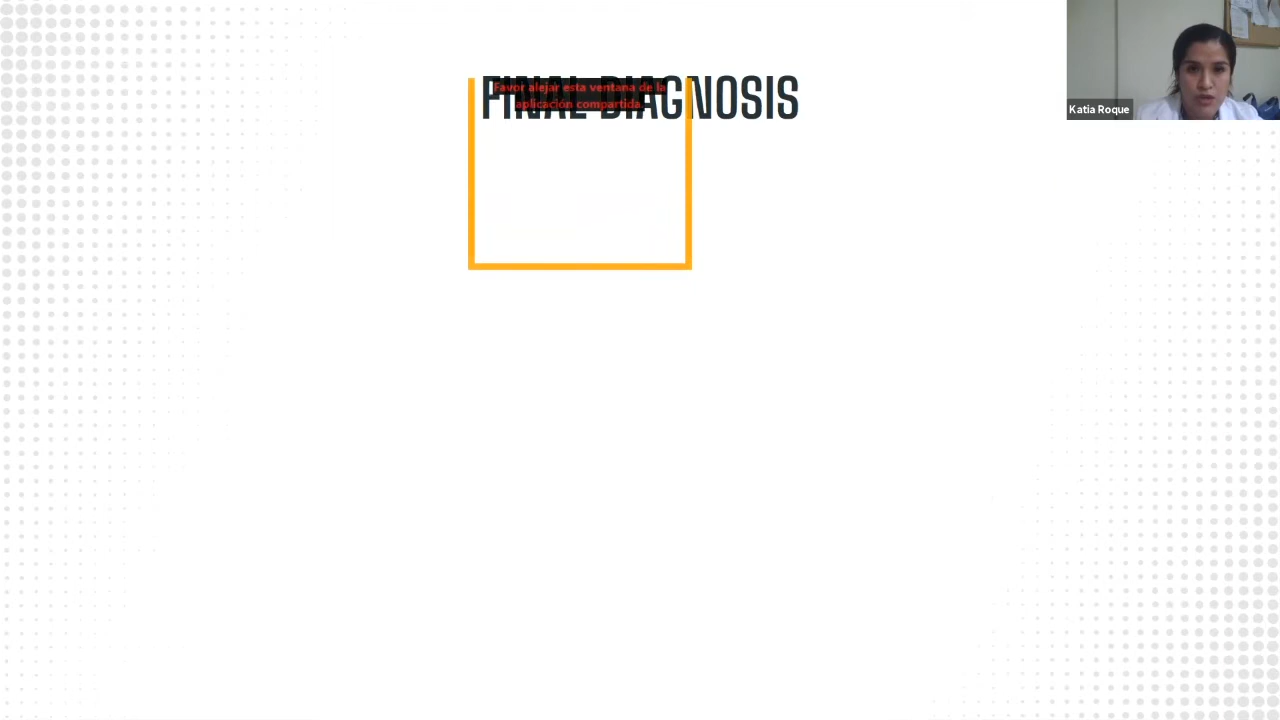 FINAL DIAGNOSIS
Favor alejar esta ventana de la
aplicación compartida.
Katia Roque